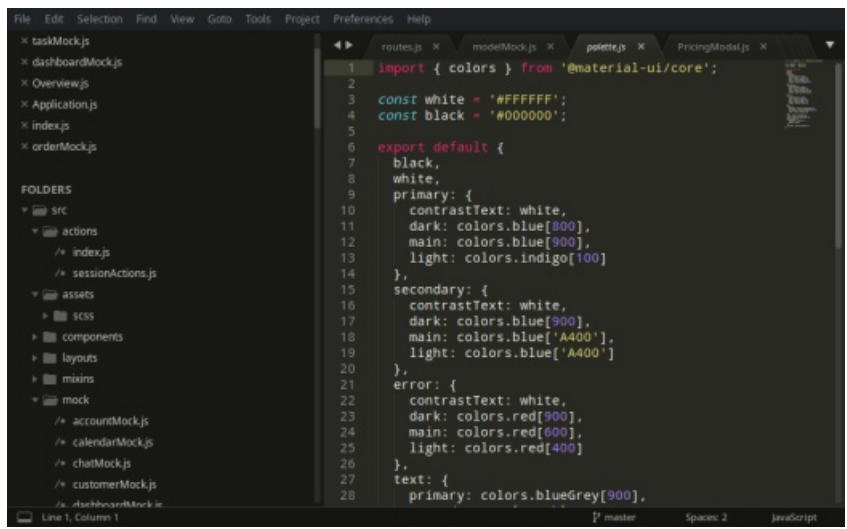 File Edit Selection Find View Goto Tools Project Preferences Help
× taskMock.js
× dashboardMock.js
× Overview.js
× Application.js
× index.js
× orderMock.js
FOLDERS
src
actions
/* index.js
/* sessionActions.js
assets
scss
components
layouts
mixins
mock
/* accountMock.js
/* calendarMock.js
/* chatMock.js
/* customerMock.js
/* dashboardMock.js
routes.js × modelMock.js × palette.js × PricingModal.js ×
1 import { colors } from '@material-ui/core';
2
3 const white = '#FFFFFF';
4 const black = '#000000';
5
6 export default {
7 black,
8 white,
9 primary: {
10 contrastText: white,
11 dark: colors.blue[800],
12 main: colors.blue[900],
13 light: colors.indigo[100]
14 },
15 secondary: {
16 contrastText: white,
17 dark: colors.blue[900],
18 main: colors.blue['A400'],
19 light: colors.blue['A400']
20 },
21 error: {
22 contrastText: white,
23 dark: colors.red[900],
24 main: colors.red[600],
25 light: colors.red[400]
26 },
27 text: {
28 primary: colors.blueGrey[900],
Line 1, Column 1 master Spaces: 2 JavaScript